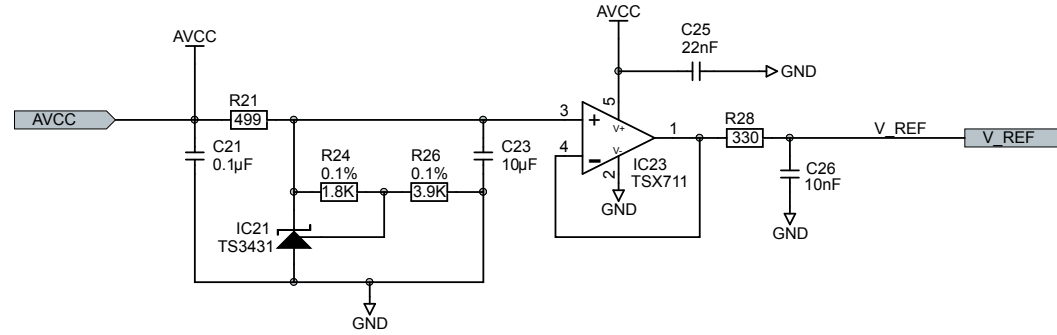 AVCC
AVCC
R21
499
C21
0.1µF
R24
0.1%
1.8K
R26
0.1%
3.9K
C23
10µF
IC21
TS3431
GND
AVCC
C25
22nF
GND
3
4
+
-
5
V+
V-
2
1
IC23
TSX711
GND
R28
330
C26
10nF
GND
V_REF
V_REF